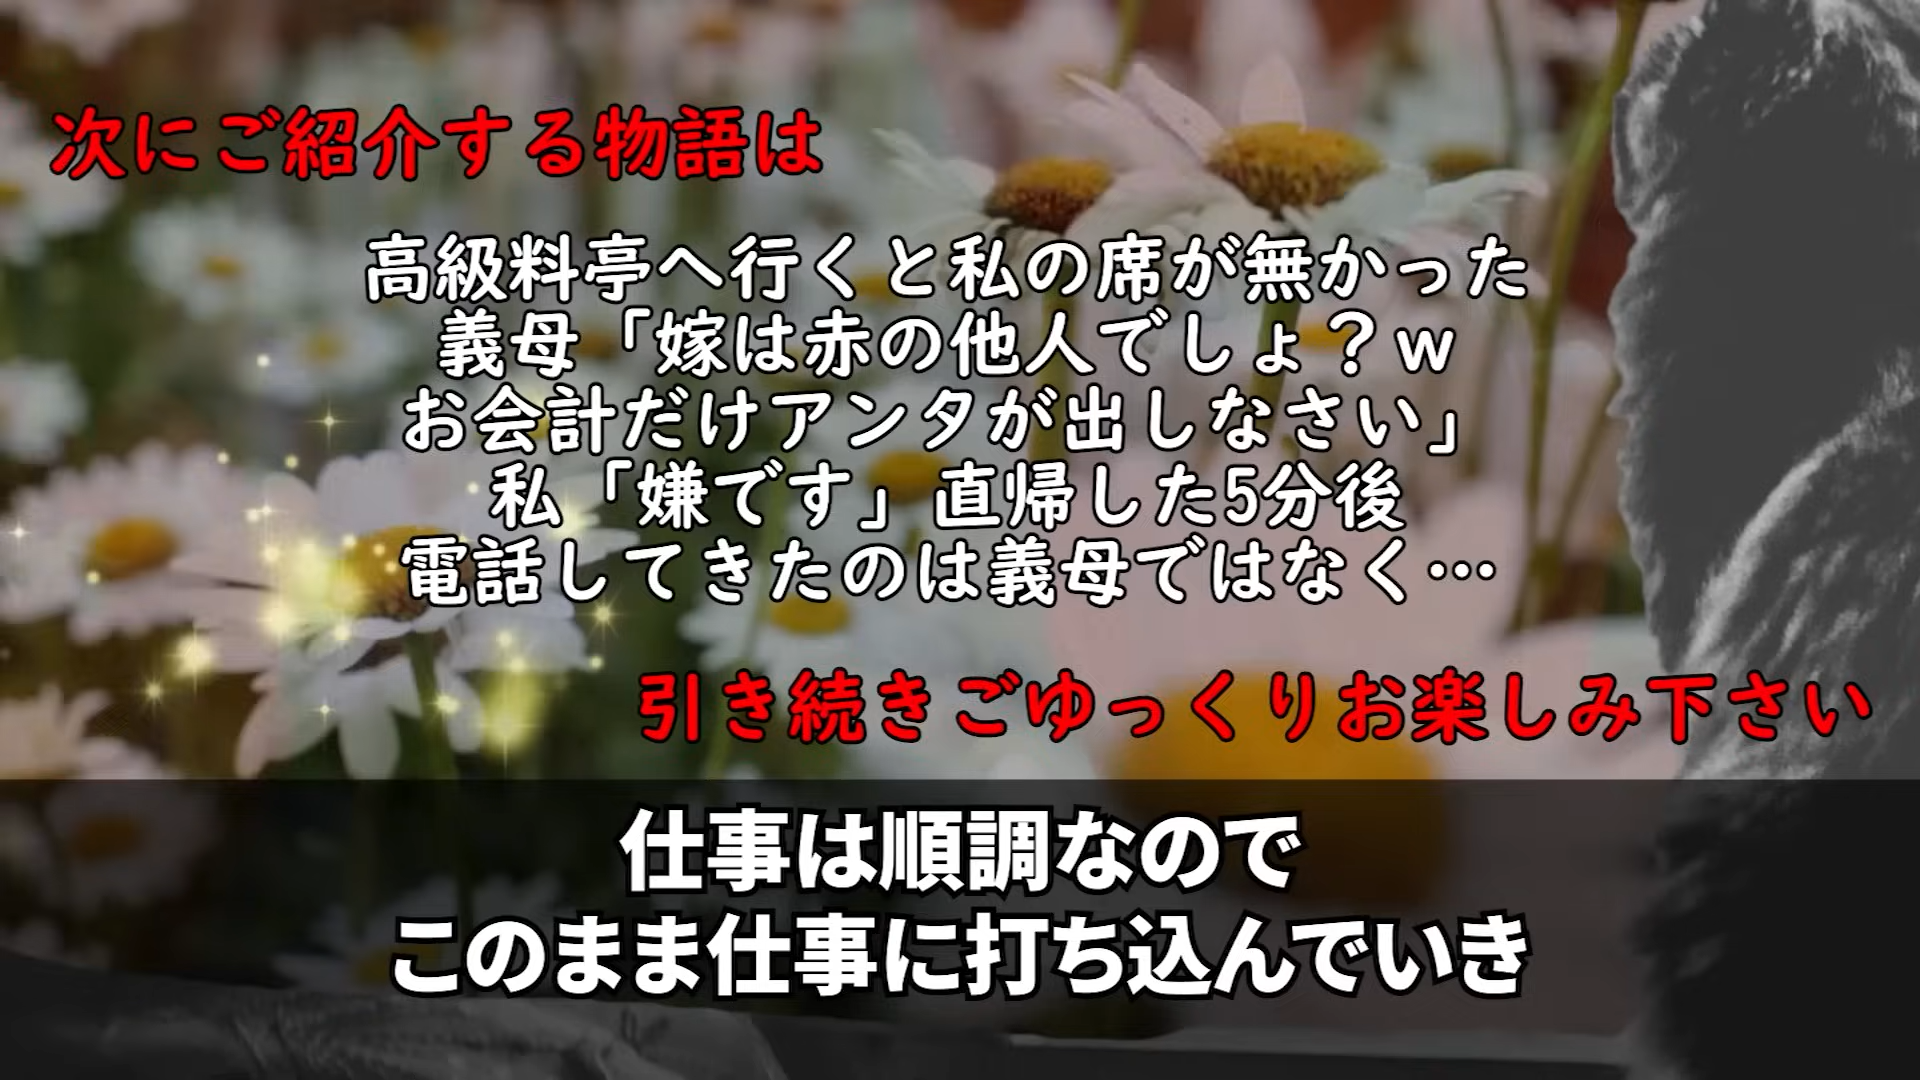 次にご紹介する物語は
高級料亭へ行くと私の席が無かった
義母「嫁は赤の他人でしょ？ｗ
お会計だけアンタが出しなさい」
私「嫌です」直帰した5分後
電話してきたのは義母ではなく…
引き続きごゆっくりお楽しみ下さい
仕事は順調なので
このまま仕事に打ち込んでいき